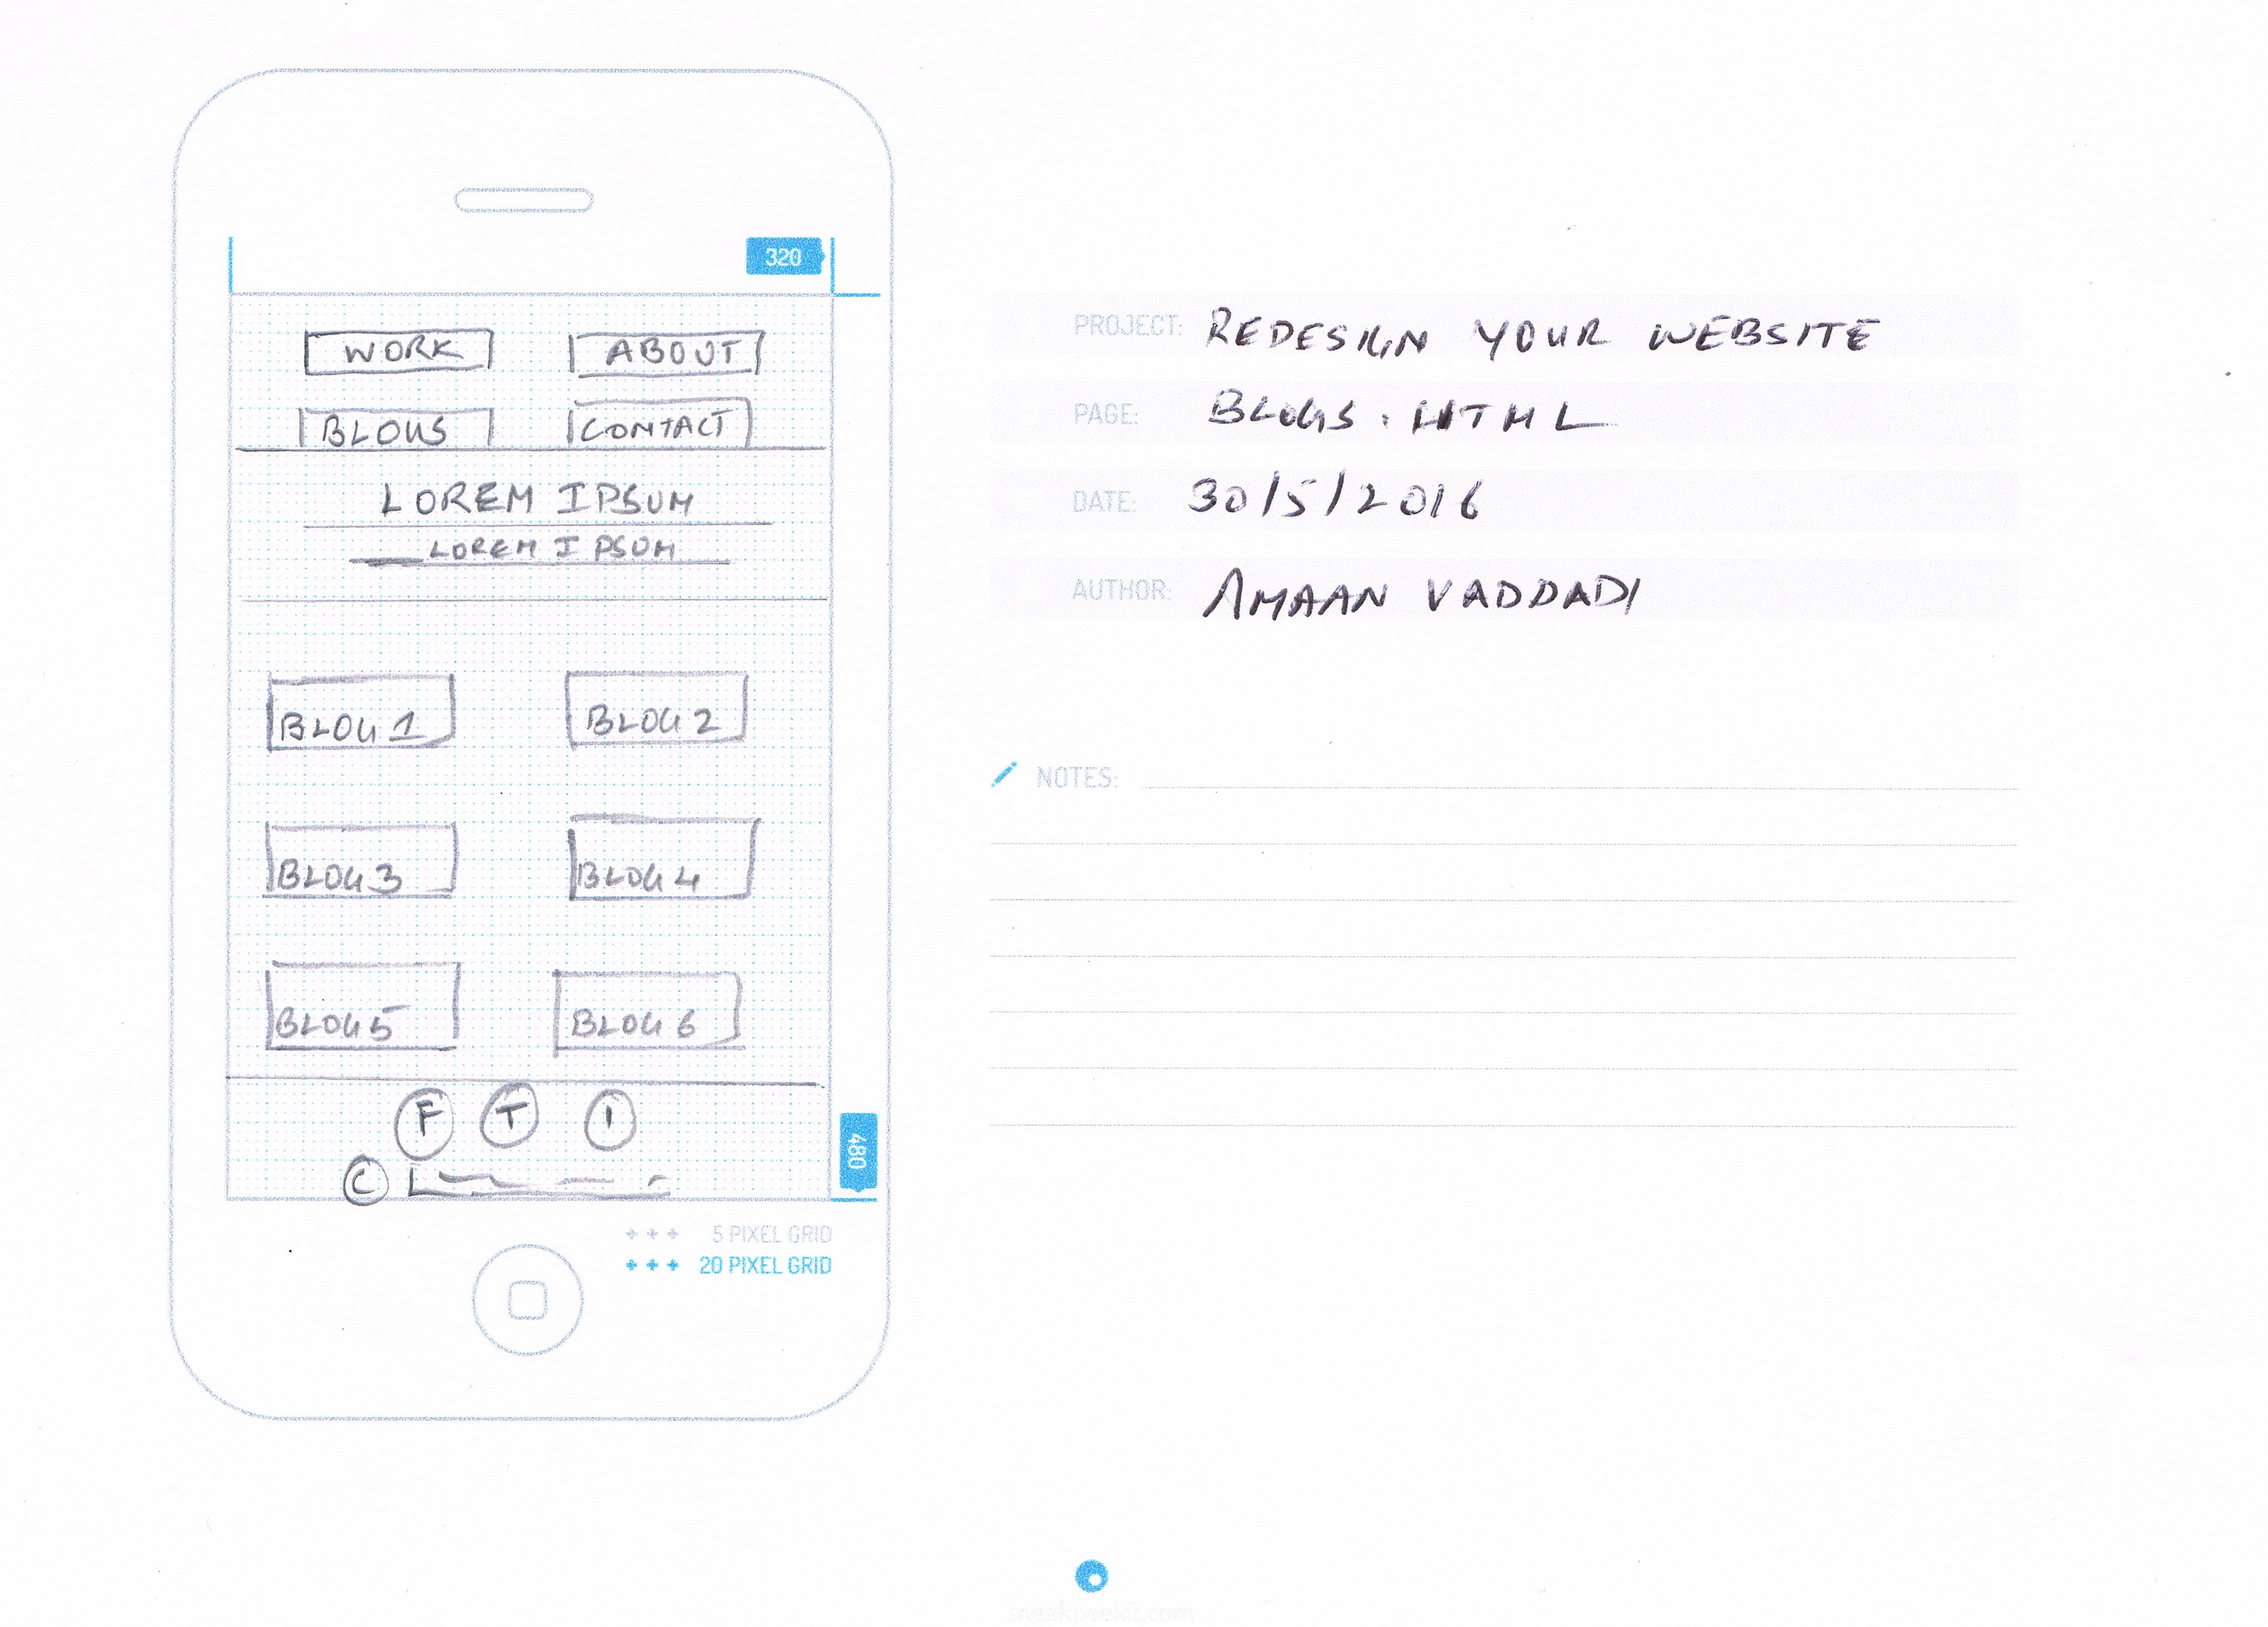 320
WORK ABOUT
BLOGS CONTACT
LOREM IPSUM
LOREM IPSUM
BLOG 1 BLOG 2
BLOG 3 BLOG 4
BLOG 5 BLOG 6
F T I
©
480
+++ 5 PIXEL GRID
+++ 20 PIXEL GRID
PROJECT: REDESIGN YOUR WEBSITE
PAGE: BLOGS.HTML
DATE: 30/5/2016
AUTHOR: AMAAN VADDADI
NOTES:
sneakpeekit.com